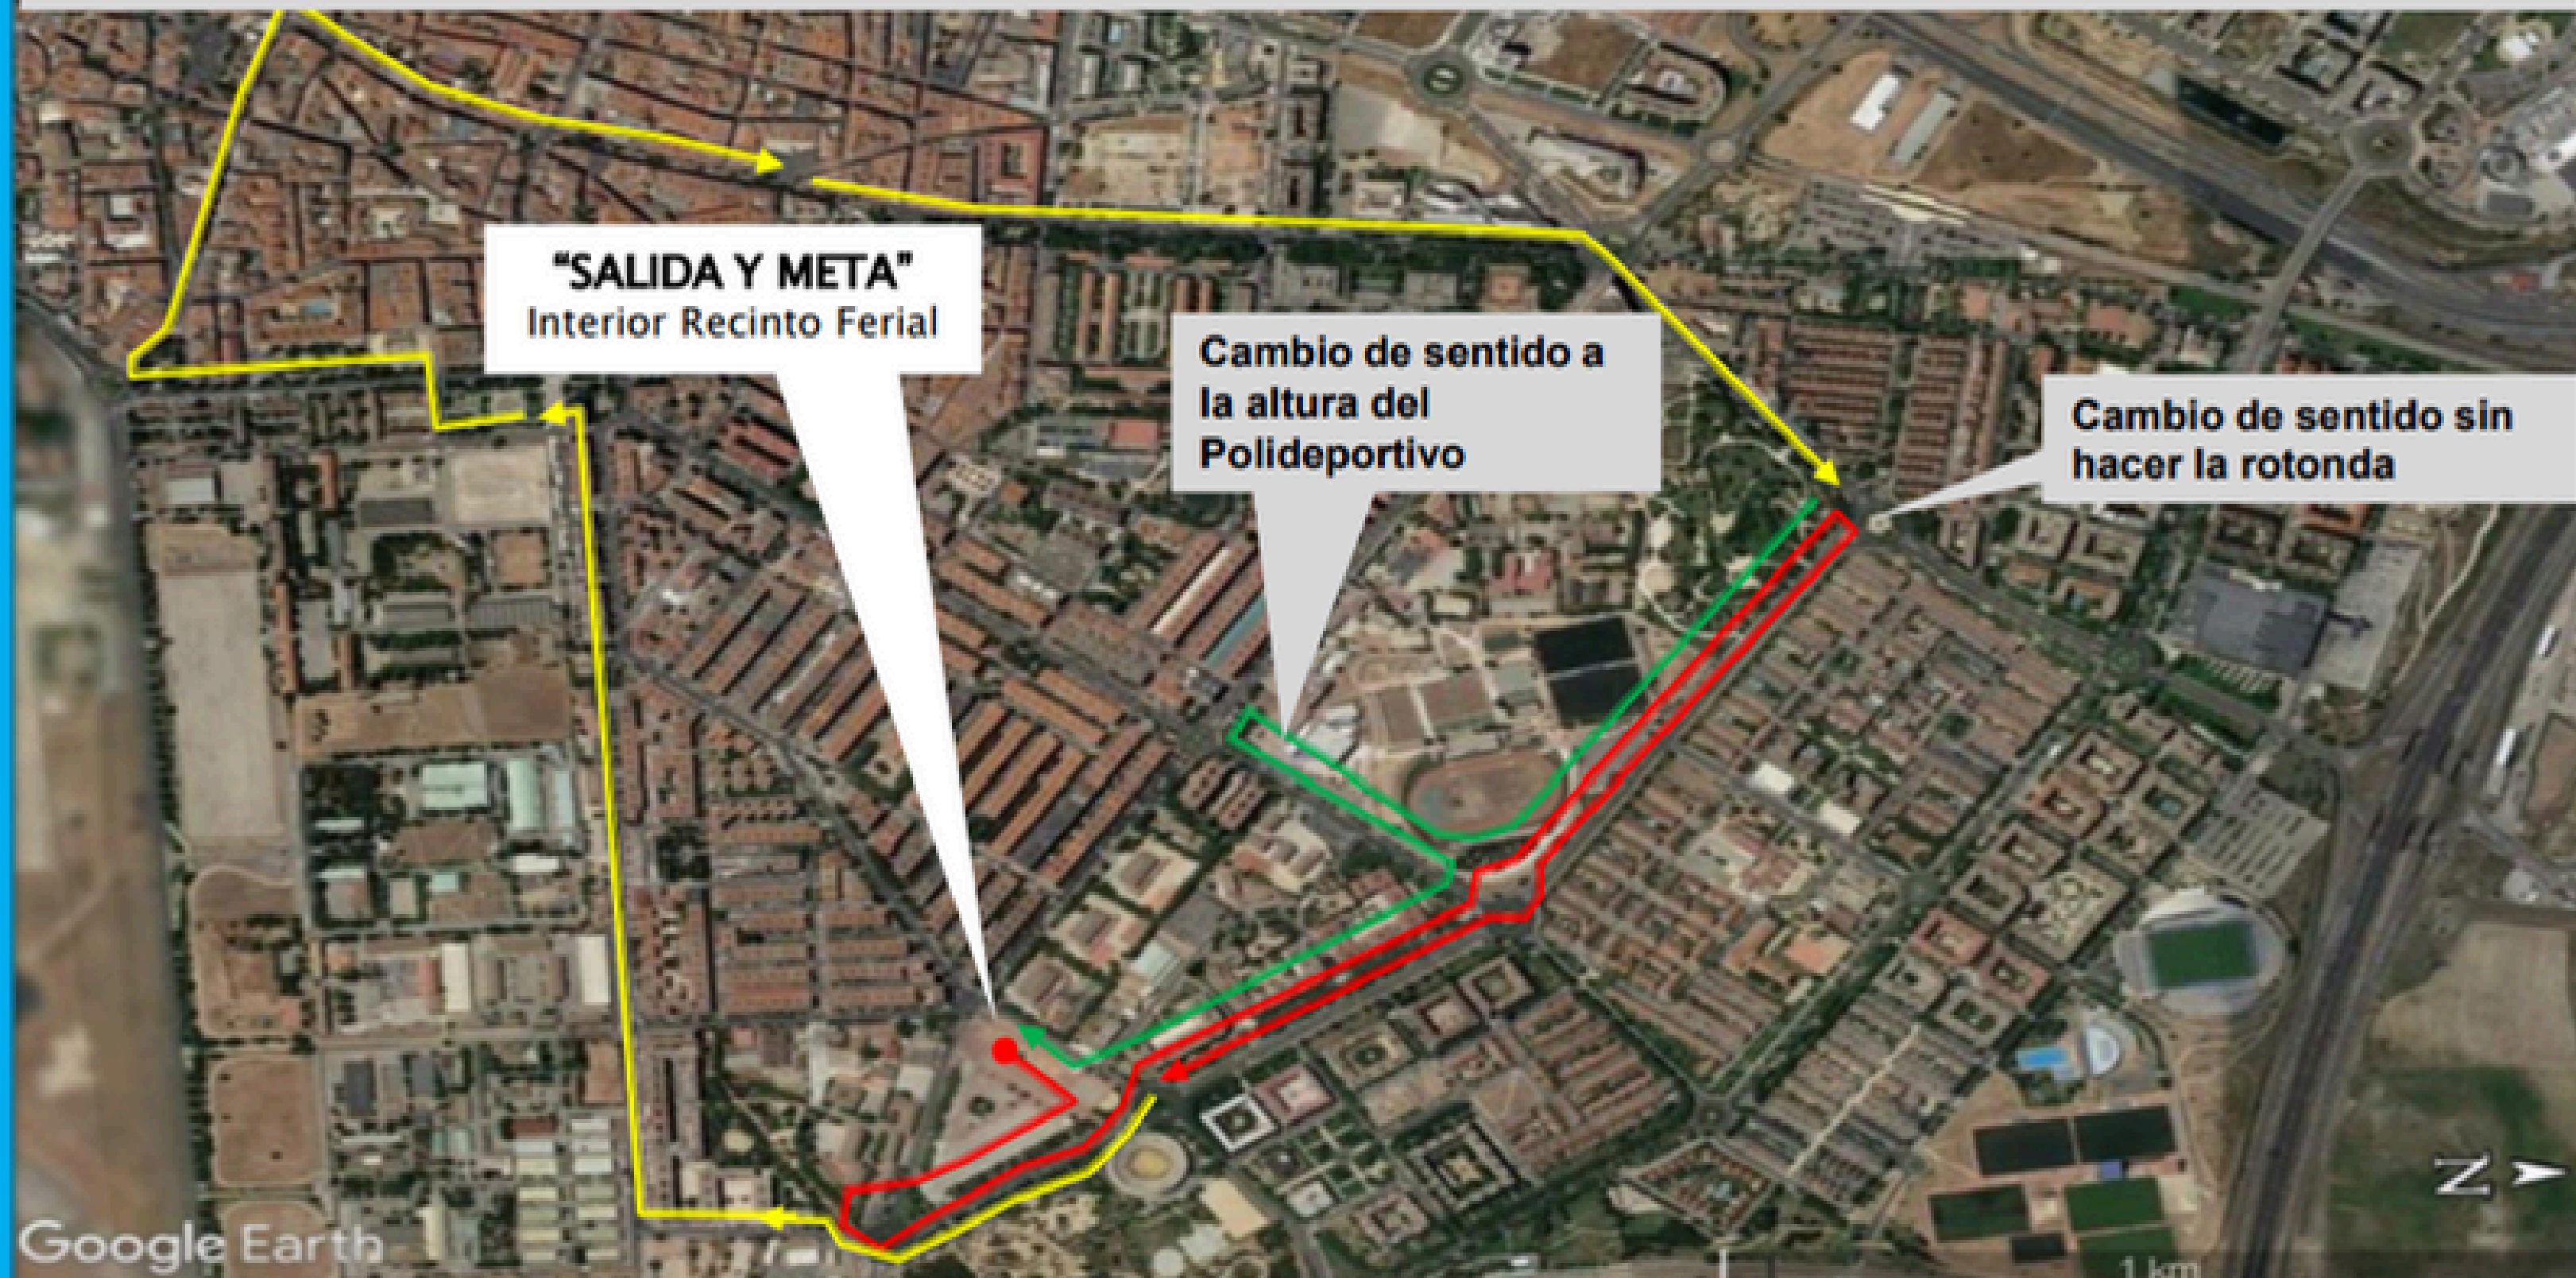 “SALIDA Y META”
Interior Recinto Ferial
Cambio de sentido a
la altura del
Polideportivo
Cambio de sentido sin
hacer la rotonda
N
Google Earth
1 km